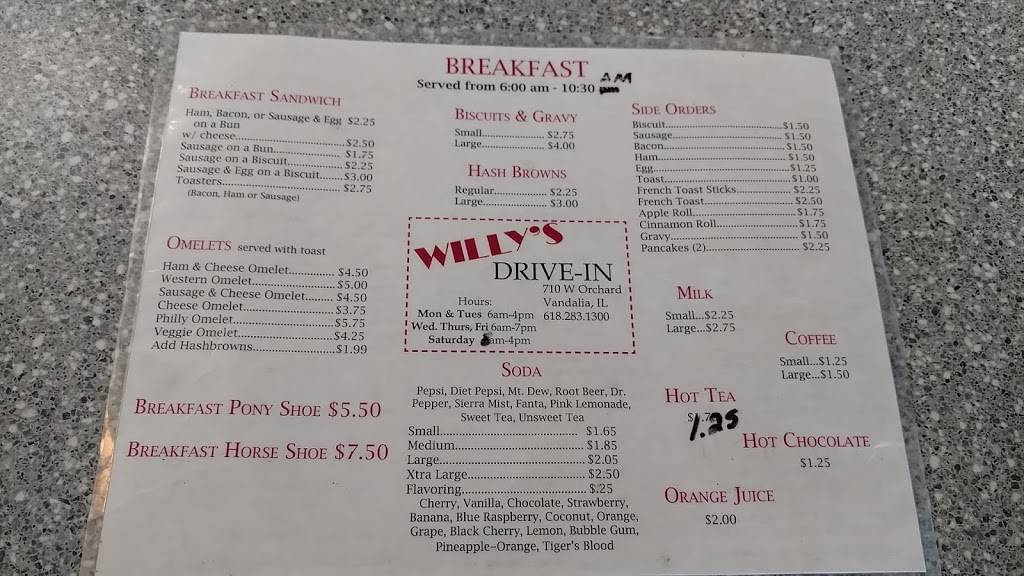 BREAKFAST
Served from 6:00 am - 10:30 pm AM
BREAKFAST SANDWICH
Ham, Bacon, or Sausage & Egg $2.25
on a Bun
w/ cheese $2.50
Sausage on a Bun $1.75
Sausage on a Biscuit $2.25
Sausage & Egg on a Biscuit $3.00
Toasters $2.75
(Bacon, Ham or Sausage)
OMELETS served with toast
Ham & Cheese Omelet $4.50
Western Omelet $5.00
Sausage & Cheese Omelet $4.50
Cheese Omelet $3.75
Philly Omelet $5.75
Veggie Omelet $4.25
Add Hashbrowns $1.99
BREAKFAST PONY SHOE $5.50
BREAKFAST HORSE SHOE $7.50
BISCUITS & GRAVY
Small $2.75
Large $4.00
HASH BROWNS
Regular $2.25
Large $3.00
WILLY'S
DRIVE-IN
710 W Orchard
Vandalia, IL
618.283.1300
Hours:
Mon & Tues 6am-4pm
Wed. Thurs, Fri 6am-7pm
Saturday am-4pm
SODA
Pepsi, Diet Pepsi, Mt. Dew, Root Beer, Dr.
Pepper, Sierra Mist, Fanta, Pink Lemonade,
Sweet Tea, Unsweet Tea
Small $1.65
Medium $1.85
Large $2.05
Xtra Large $2.50
Flavoring $.25
Cherry, Vanilla, Chocolate, Strawberry,
Banana, Blue Raspberry, Coconut, Orange,
Grape, Black Cherry, Lemon, Bubble Gum,
Pineapple-Orange, Tiger's Blood
SIDE ORDERS
Biscuit $1.50
Sausage $1.50
Bacon $1.50
Ham $1.50
Egg $1.25
Toast $1.00
French Toast Sticks $2.25
French Toast $2.50
Apple Roll $1.75
Cinnamon Roll $1.75
Gravy $1.50
Pancakes (2) $2.25
MILK
Small...$2.25
Large...$2.75
COFFEE
Small...$1.25
Large...$1.50
HOT TEA
1.25
HOT CHOCOLATE
$1.25
ORANGE JUICE
$2.00